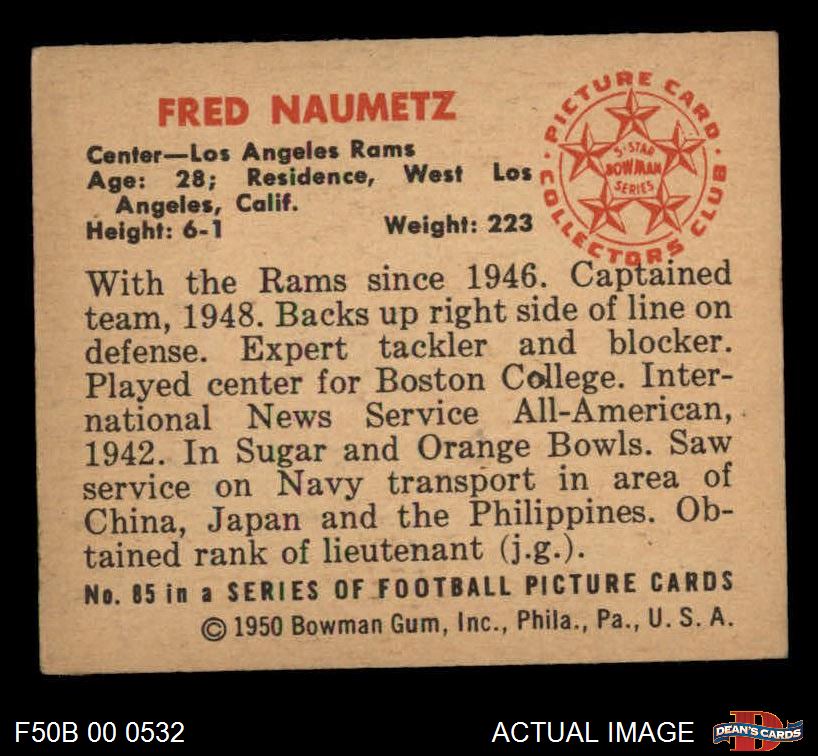 FRED NAUMETZ
Center—Los Angeles Rams
Age: 28; Residence, West Los
Angeles, Calif.
Height: 6-1 Weight: 223
PICTURE CARD
COLLECTORS CLUB
5-STAR
BOWMAN
SERIES
With the Rams since 1946. Captained
team, 1948. Backs up right side of line on
defense. Expert tackler and blocker.
Played center for Boston College. Inter-
national News Service All-American,
1942. In Sugar and Orange Bowls. Saw
service on Navy transport in area of
China, Japan and the Philippines. Ob-
tained rank of lieutenant (j.g.).
No. 85 in a SERIES OF FOOTBALL PICTURE CARDS
© 1950 Bowman Gum, Inc., Phila., Pa., U. S. A.
F50B 00 0532 ACTUAL IMAGE
DEAN'S CARDS